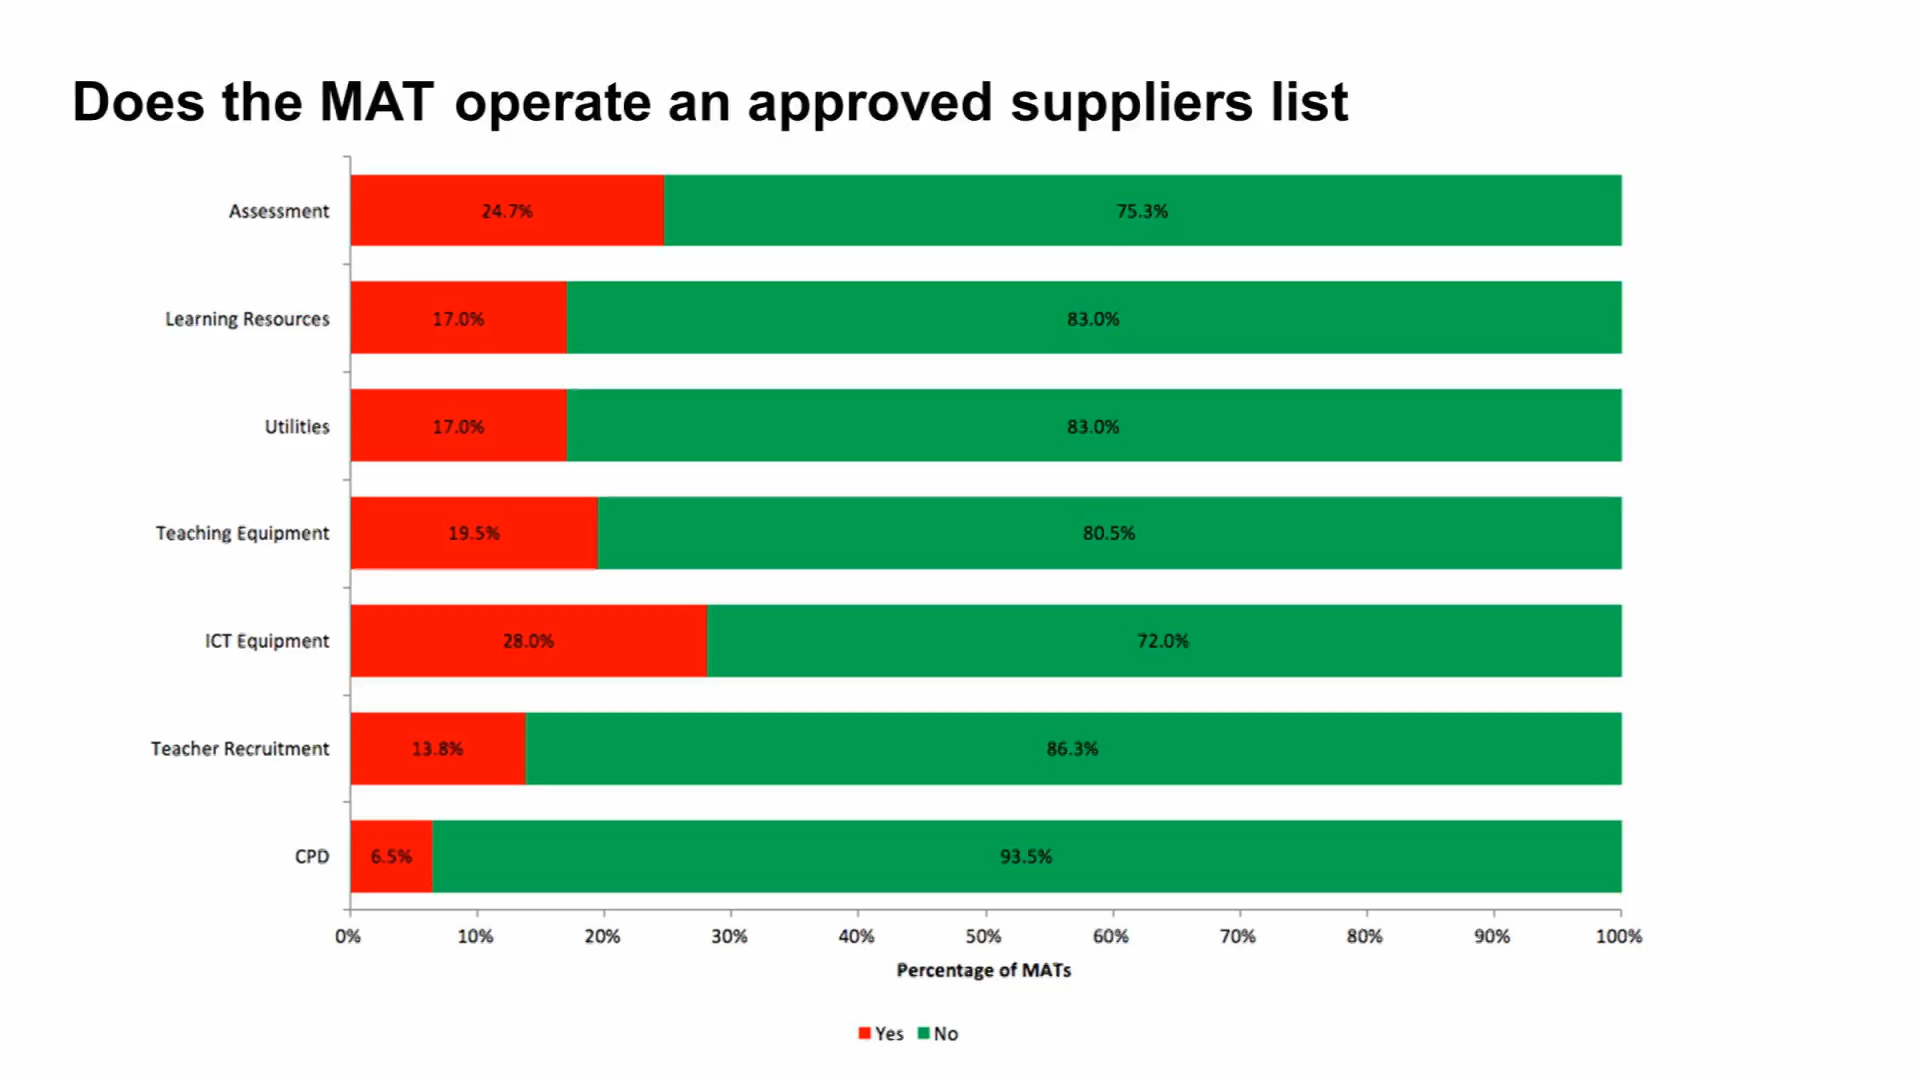 Does the MAT operate an approved suppliers list
Assessment 24.7% 75.3%
Learning Resources 17.0% 83.0%
Utilities 17.0% 83.0%
Teaching Equipment 19.5% 80.5%
ICT Equipment 28.0% 72.0%
Teacher Recruitment 13.8% 86.3%
CPD 6.5% 93.5%
0% 10% 20% 30% 40% 50% 60% 70% 80% 90% 100%
Percentage of MATs
Yes No